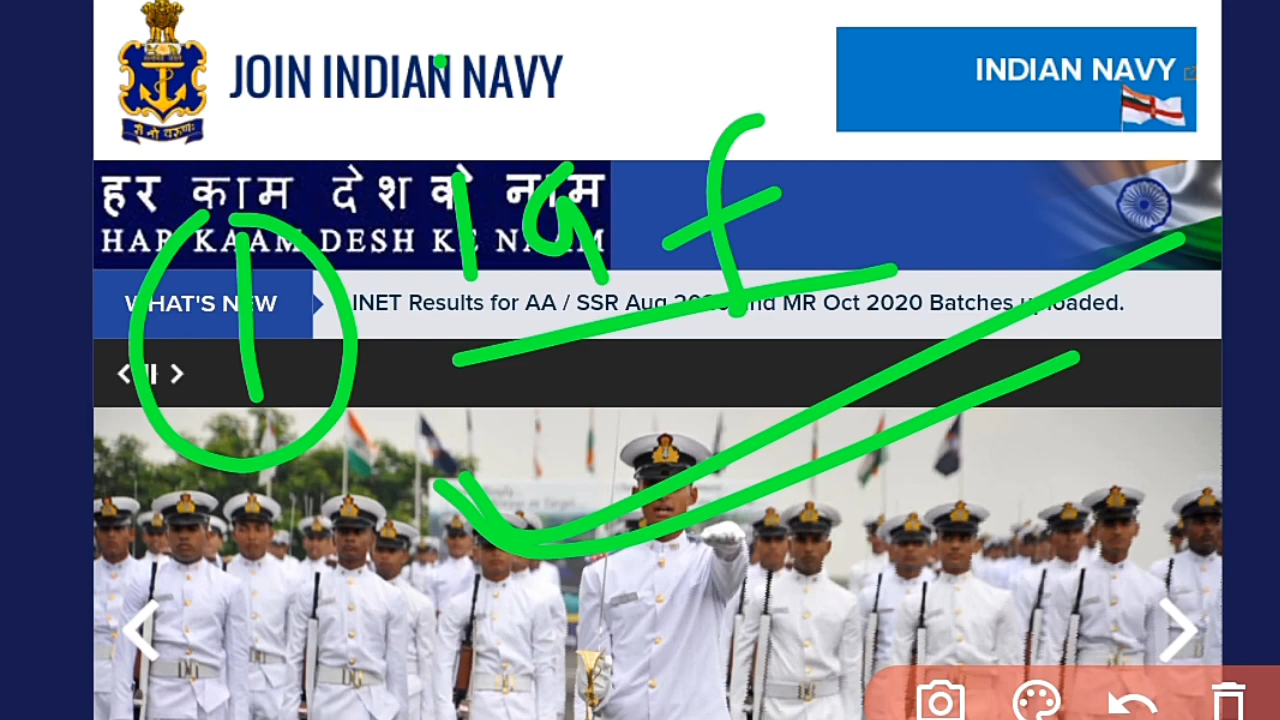 JOIN INDIAN NAVY
INDIAN NAVY
हर काम देश के नाम
HAR KAAM DESH KE NAAM
WHAT'S NEW
INET Results for AA / SSR Aug 2020 and MR Oct 2020 Batches uploaded.
1